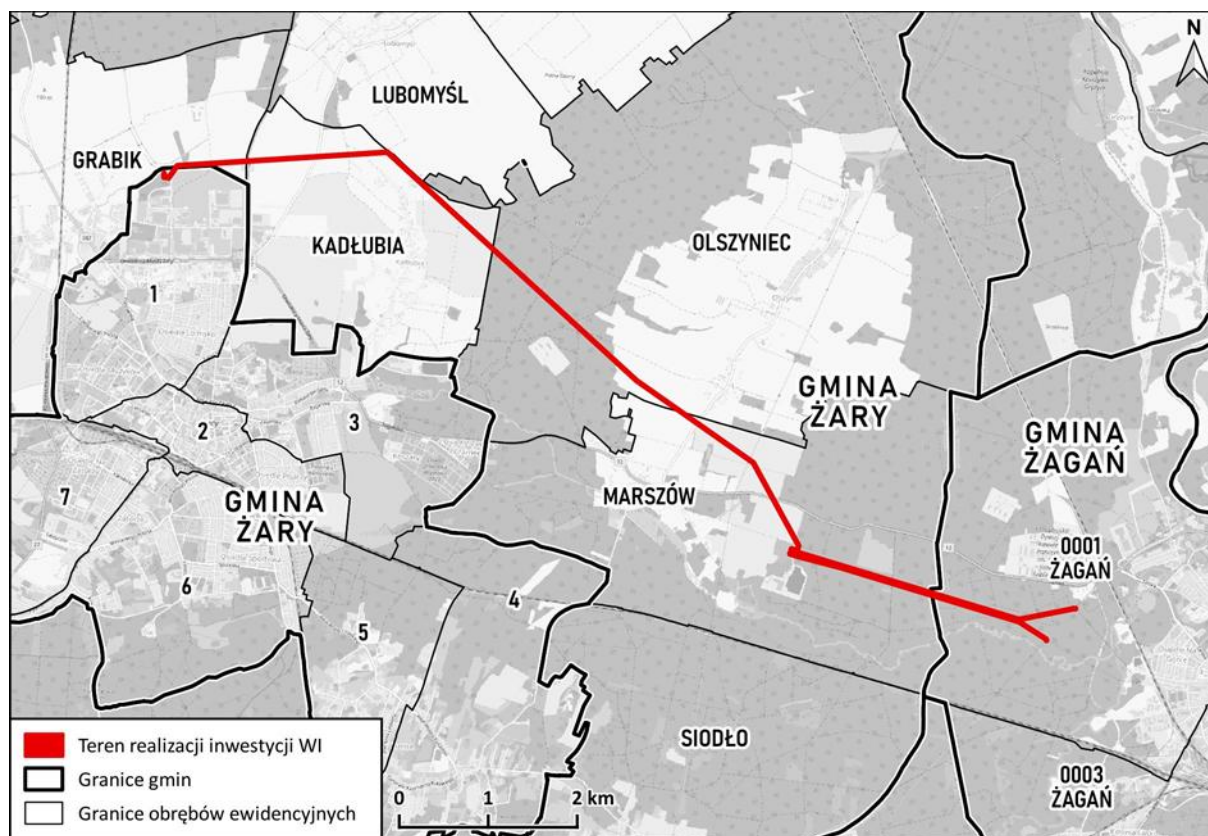 N
LUBOMYŚL
GRABIK
KADŁUBIA
OLSZYNIEC
1
GMINA
ŻARY
GMINA
ŻAGAŃ
2
3
MARSZÓW
7
GMINA
ŻARY
0001
ŻAGAŃ
6
4
5
SIODŁO
0003
ŻAGAŃ
Teren realizacji inwestycji WI
Granice gmin
Granice obrębów ewidencyjnych
0 1 2 km